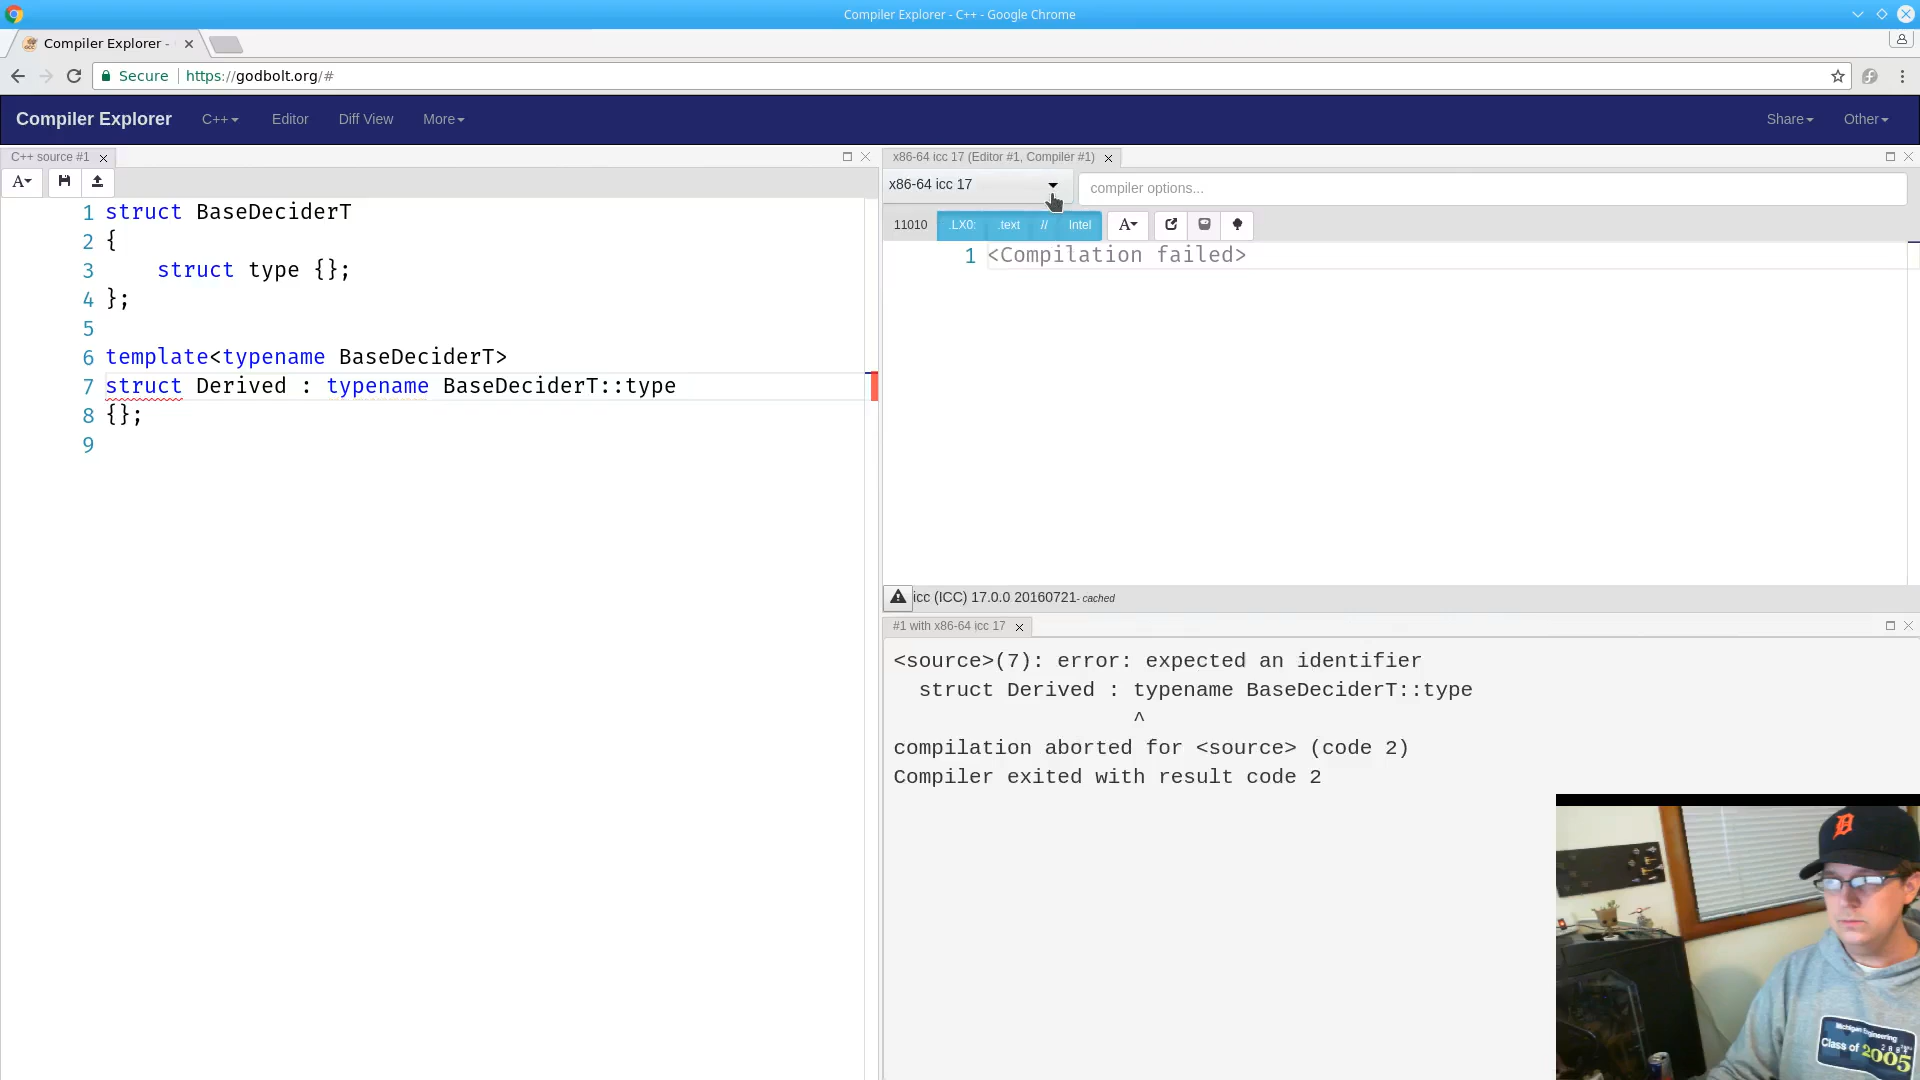 Compiler Explorer - C++ - Google Chrome
Compiler Explorer -
Secure https://godbolt.org/#
Compiler Explorer C++ Editor Diff View More Share Other
C++ source #1
A
1 struct BaseDeciderT
2 {
3 struct type {};
4 };
5
6 template<typename BaseDeciderT>
7 struct Derived : typename BaseDeciderT::type
8 {};
9
x86-64 icc 17 (Editor #1, Compiler #1)
x86-64 icc 17 compiler options...
11010 .LX0: .text // Intel A
1 <Compilation failed>
icc (ICC) 17.0.0 20160721- cached
#1 with x86-64 icc 17
<source>(7): error: expected an identifier
struct Derived : typename BaseDeciderT::type
^
compilation aborted for <source> (code 2)
Compiler exited with result code 2
D
Michigan Engineering
Class of 2005